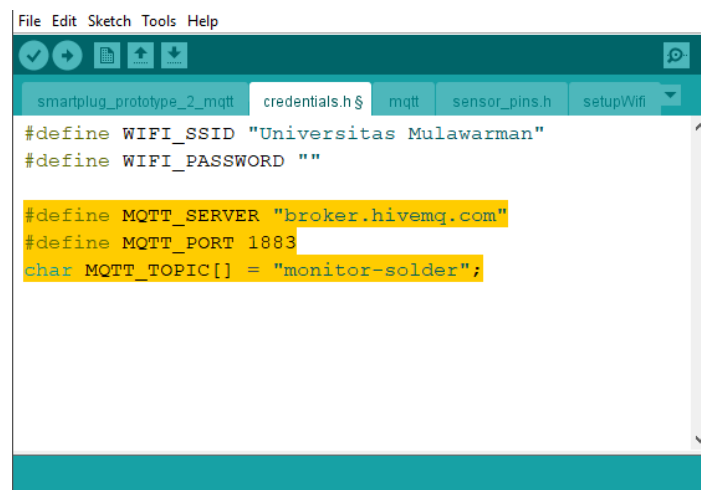 File Edit Sketch Tools Help
smartplug_prototype_2_mqtt credentials.h § mqtt sensor_pins.h setupWifi
#define WIFI_SSID "Universitas Mulawarman"
#define WIFI_PASSWORD ""
#define MQTT_SERVER "broker.hivemq.com"
#define MQTT_PORT 1883
char MQTT_TOPIC[] = "monitor-solder";